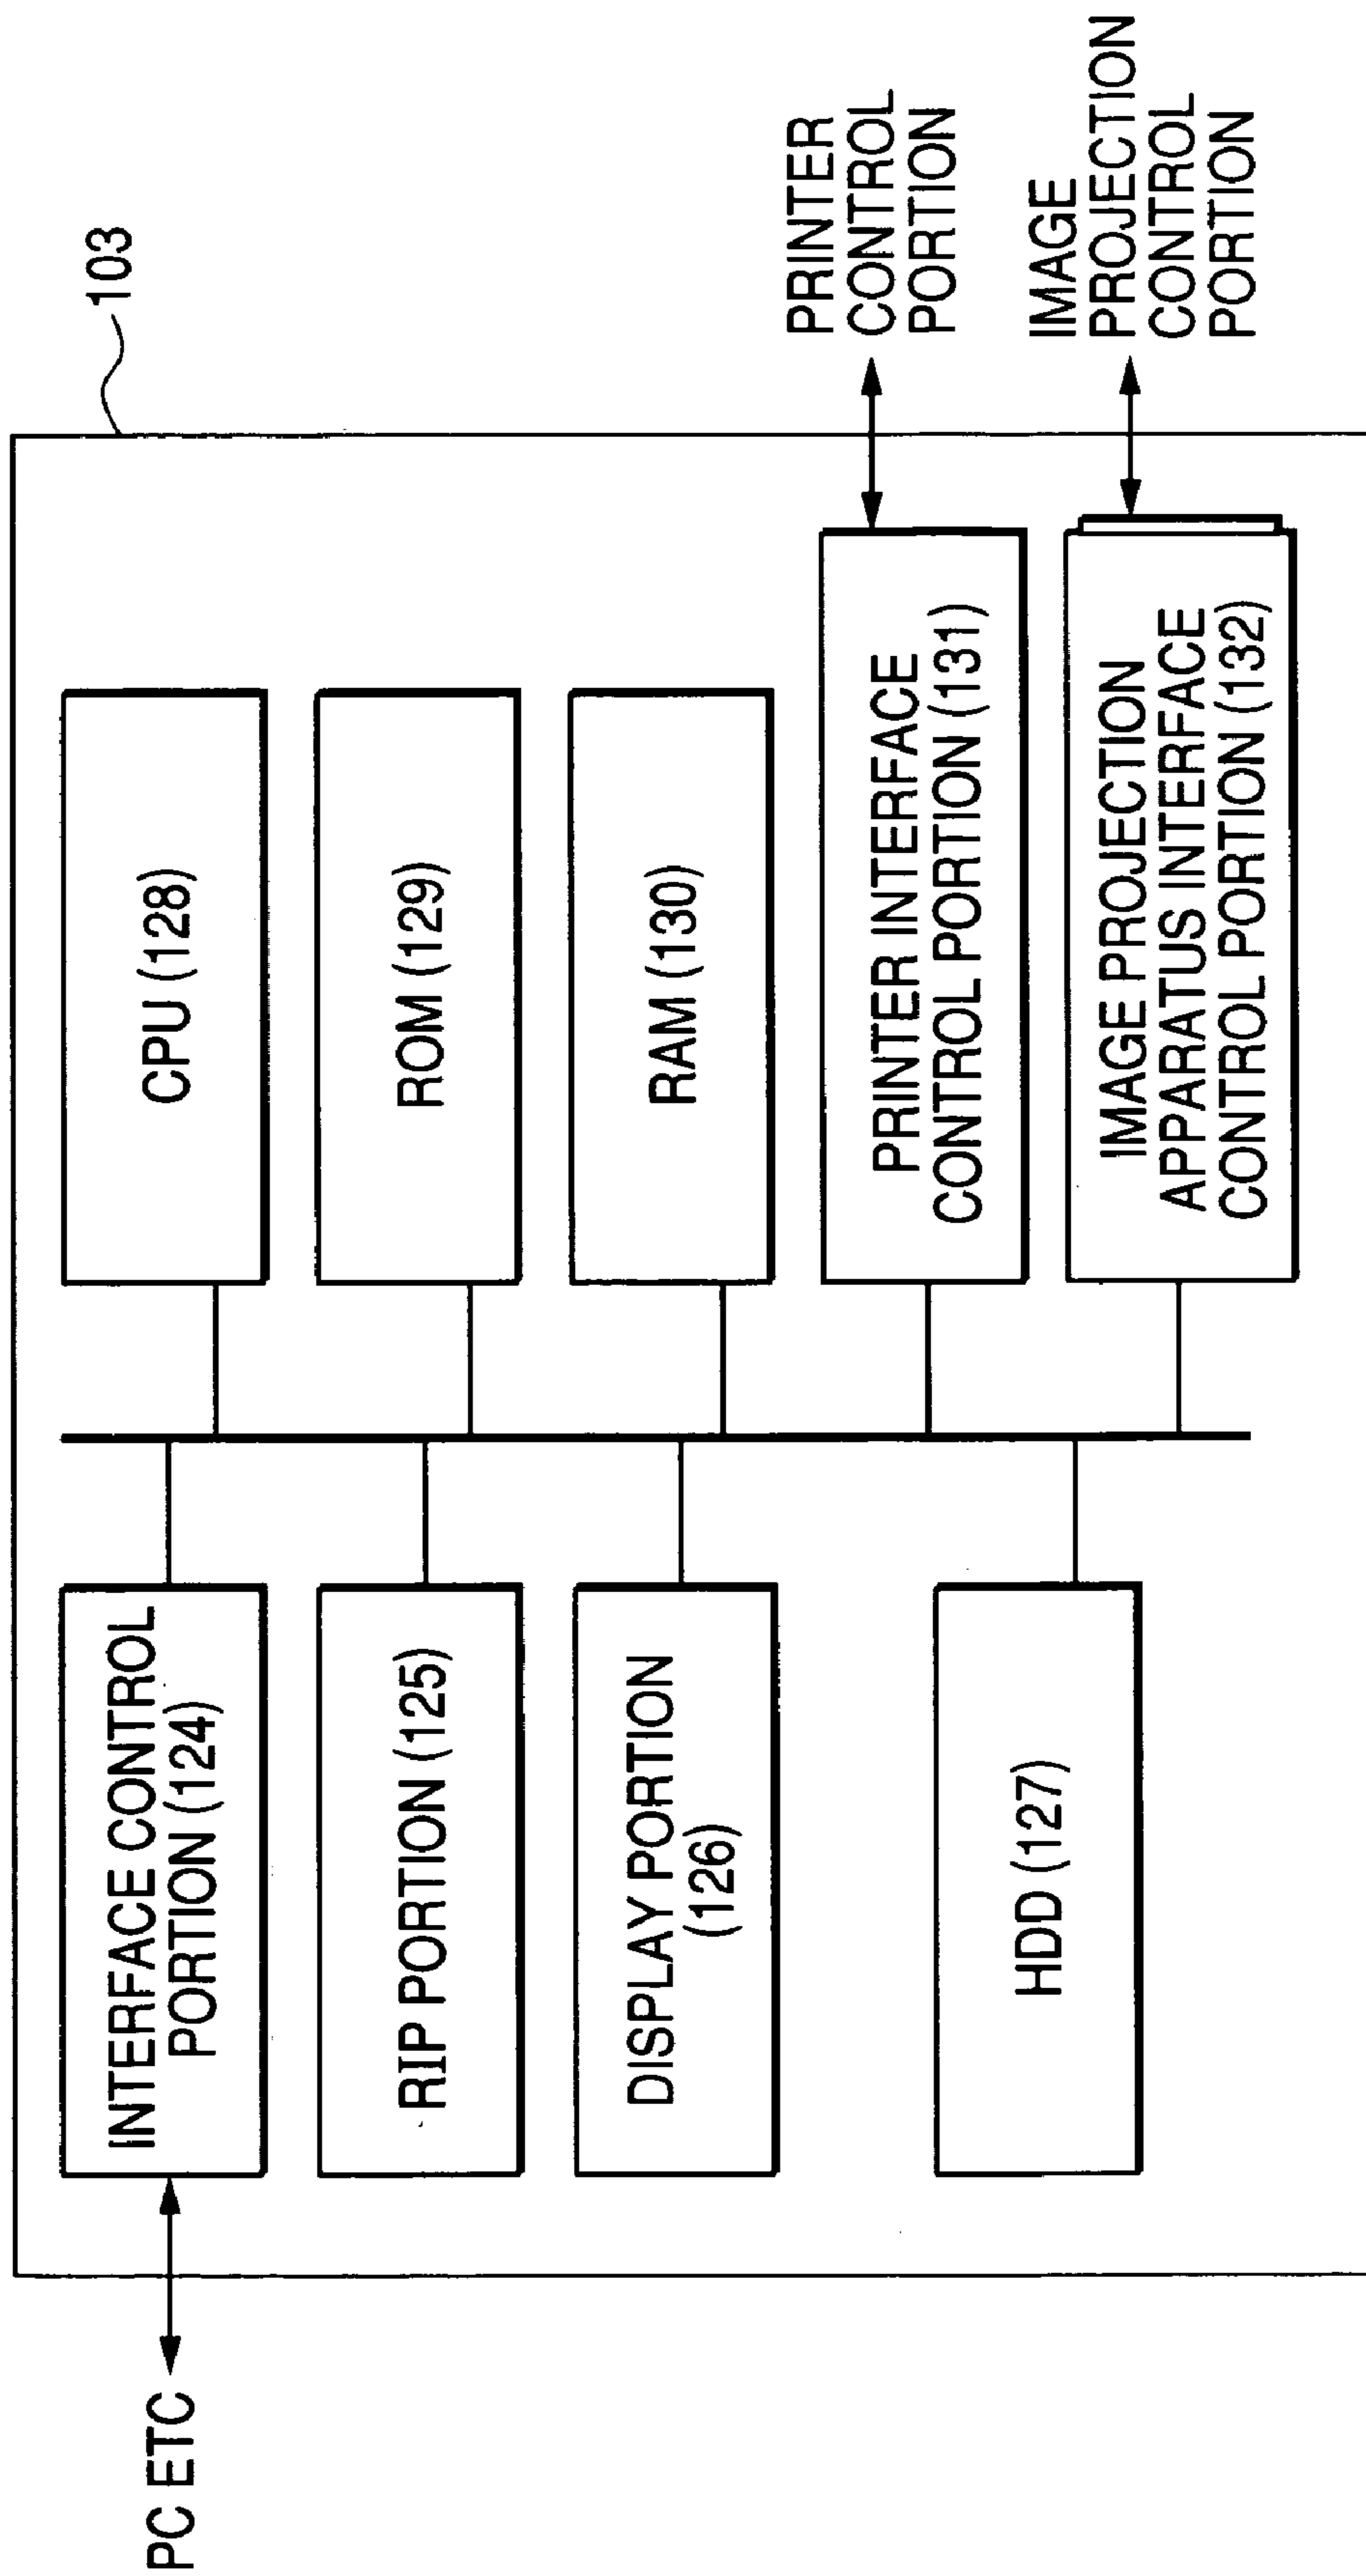 103
PC ETC
INTERFACE CONTROL
PORTION (124)
RIP PORTION (125)
DISPLAY PORTION
(126)
HDD (127)
CPU (128)
ROM (129)
RAM (130)
PRINTER INTERFACE
CONTROL PORTION (131)
IMAGE PROJECTION
APPARATUS INTERFACE
CONTROL PORTION (132)
PRINTER
CONTROL
PORTION
IMAGE
PROJECTION
CONTROL
PORTION